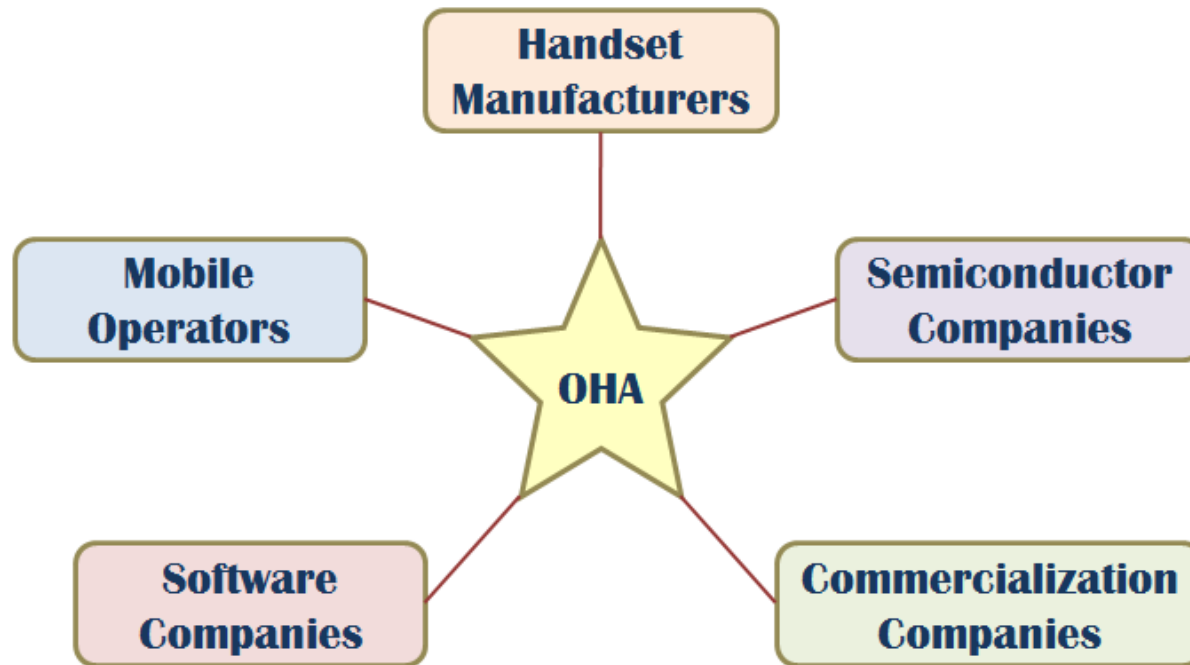 Handset
Manufacturers
Mobile
Operators
Semiconductor
Companies
OHA
Software
Companies
Commercialization
Companies